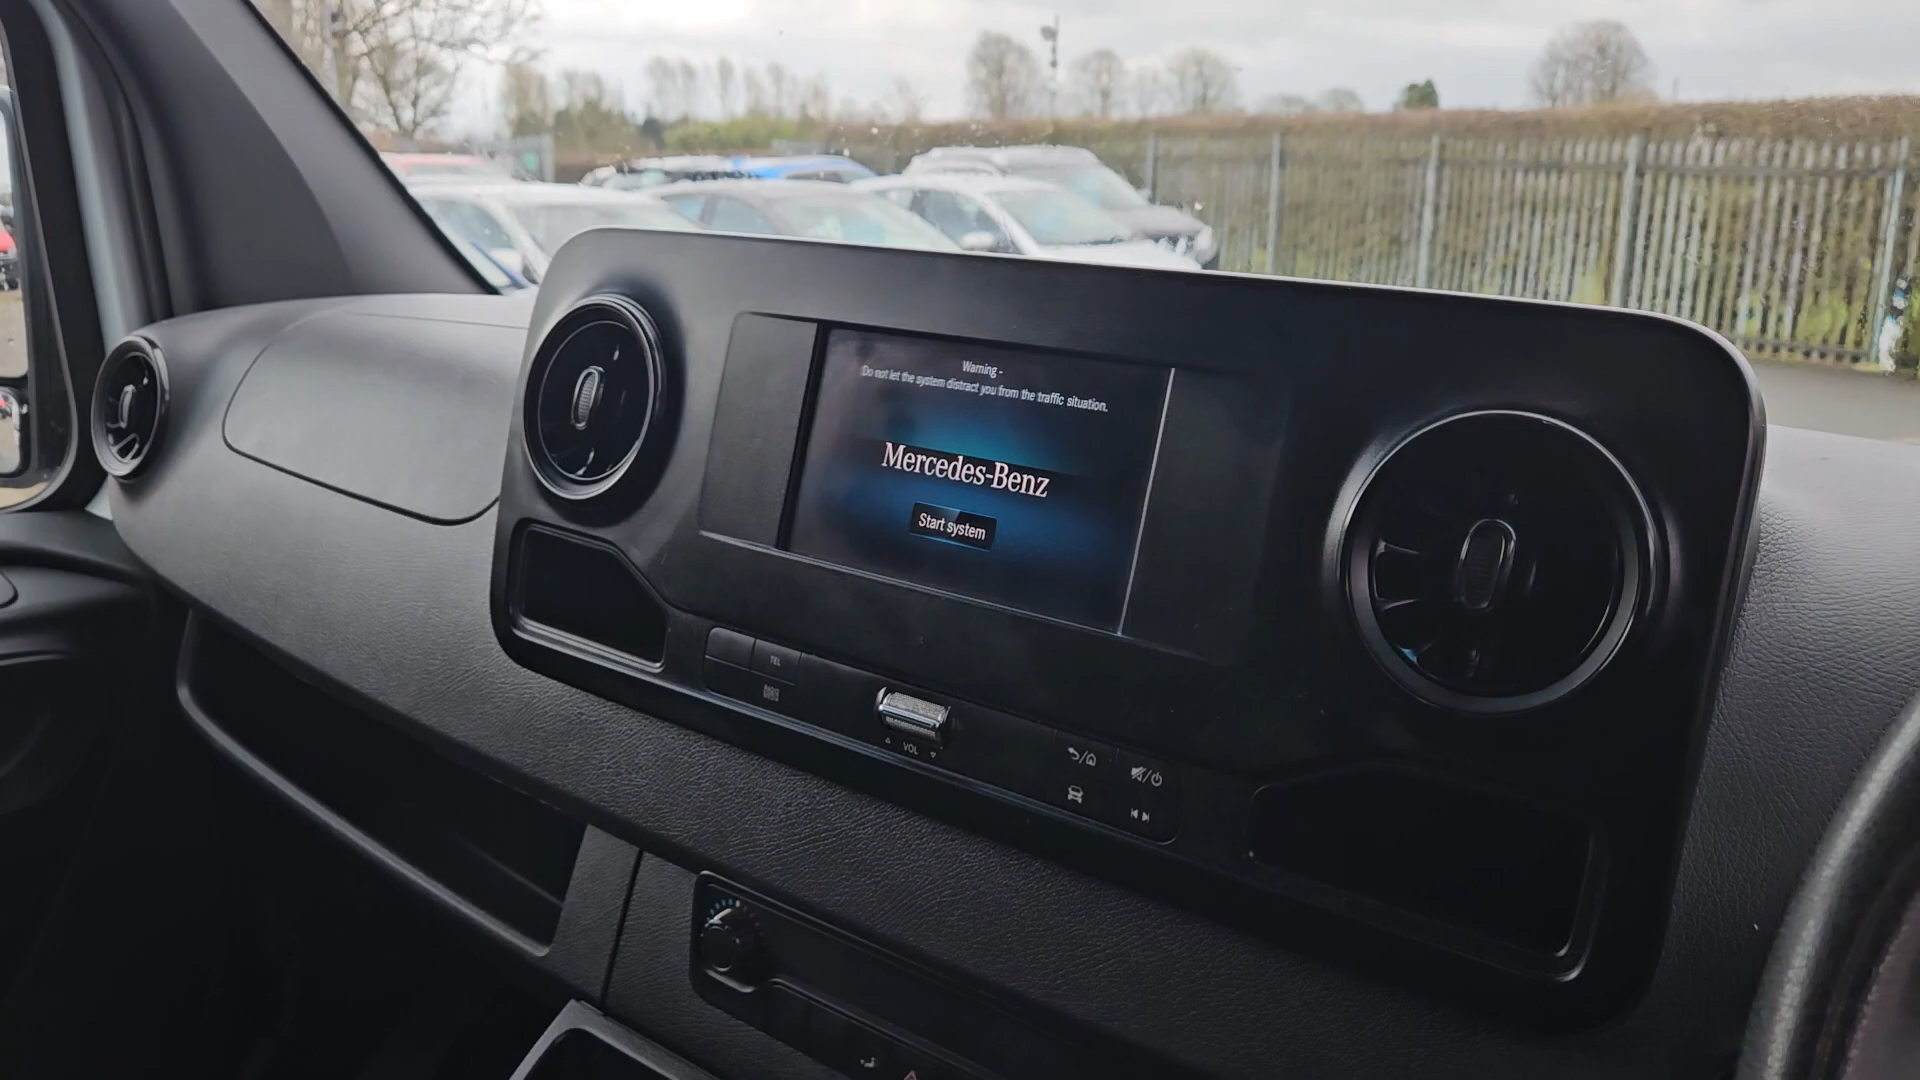 Warning -
Do not let the system distract you from the traffic situation.
Mercedes-Benz
Start system
TEL
VOL